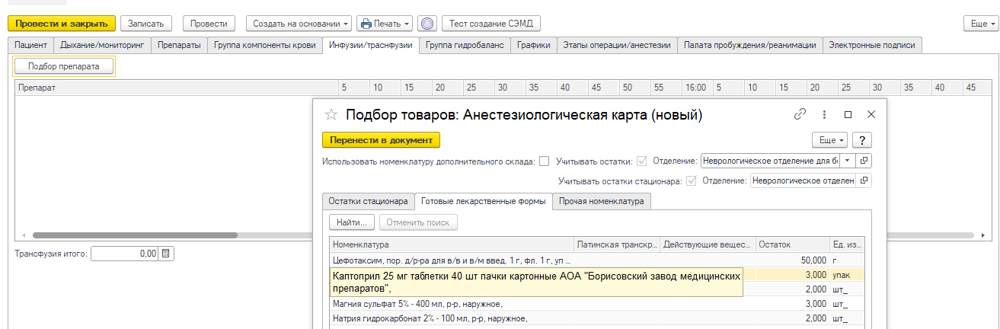 Провести и закрыть Записать Провести Создать на основании Печать Тест создание СЭМД Еще
Пациент Дыхание/мониторинг Препараты Группа компоненты крови Инфузии/траснфузии Группа гидробаланс Графики Этапы операции/анестезии Палата пробуждения/реанимации Электронные подписи
Подбор препарата
Препарат 5 10 15 20 25 30 35 40 45 50 55 16:00 5 10 15 20 25 30 35 40 45
Подбор товаров: Анестезиологическая карта (новый)
Перенести в документ Еще ?
Использовать номенклатуру дополнительного склада: Учитывать остатки: Отделение: Неврологическое отделение для б
Учитывать остатки стационара: Отделение: Неврологическое отделен
Остатки стационара Готовые лекарственные формы Прочая номенклатура
Найти... Отменить поиск
Трансфузия итого: 0,00
Номенклатура Латинская транскр... Действующие вещес... Остаток Ед. из...
Цефотаксим, пор. д/р-ра для в/в и в/м введ. 1 г, фл. 1 г, уп ... 50,000 г
Каптоприл 25 мг таблетки 40 шт пачки картонные АОА "Борисовский завод медицинских 3,000 упак
препаратов", 2,000 шт_
Магния сульфат 5% - 400 мл, р-р, наружное, 3,000 шт_
Натрия гидрокарбонат 2% - 100 мл, р-р, наружное, 2,000 шт_